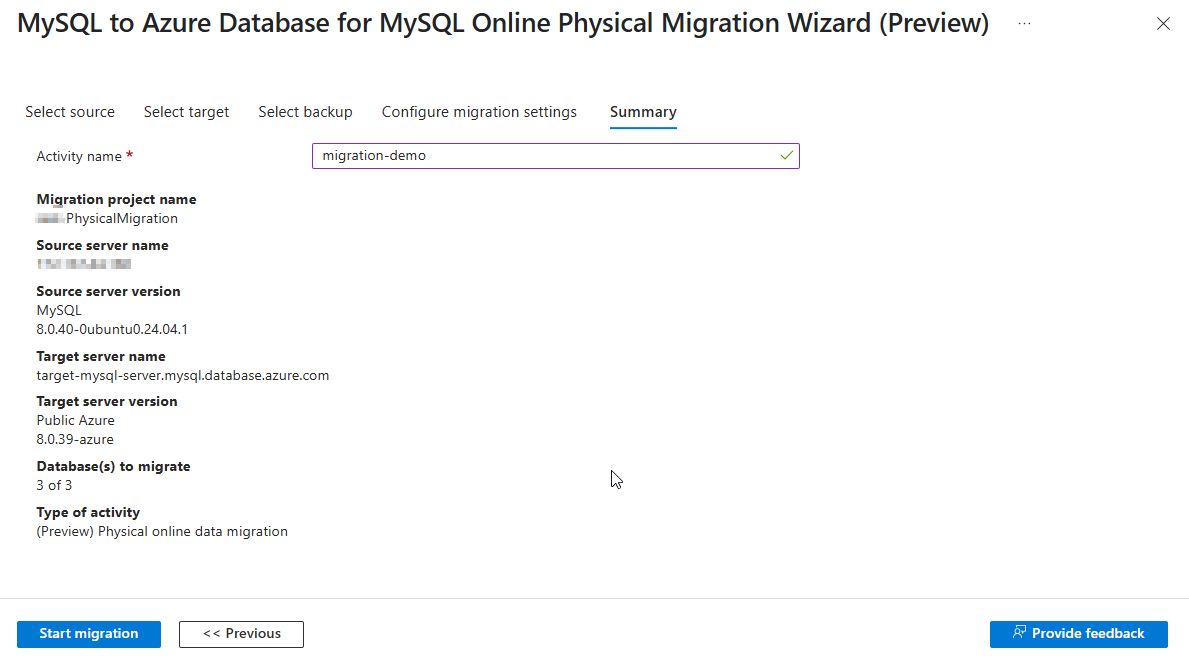 MySQL to Azure Database for MySQL Online Physical Migration Wizard (Preview) ...
Select source Select target Select backup Configure migration settings Summary
Activity name * migration-demo
Migration project name
PhysicalMigration
Source server name
Source server version
MySQL
8.0.40-0ubuntu0.24.04.1
Target server name
target-mysql-server.mysql.database.azure.com
Target server version
Public Azure
8.0.39-azure
Database(s) to migrate
3 of 3
Type of activity
(Preview) Physical online data migration
Start migration << Previous Provide feedback